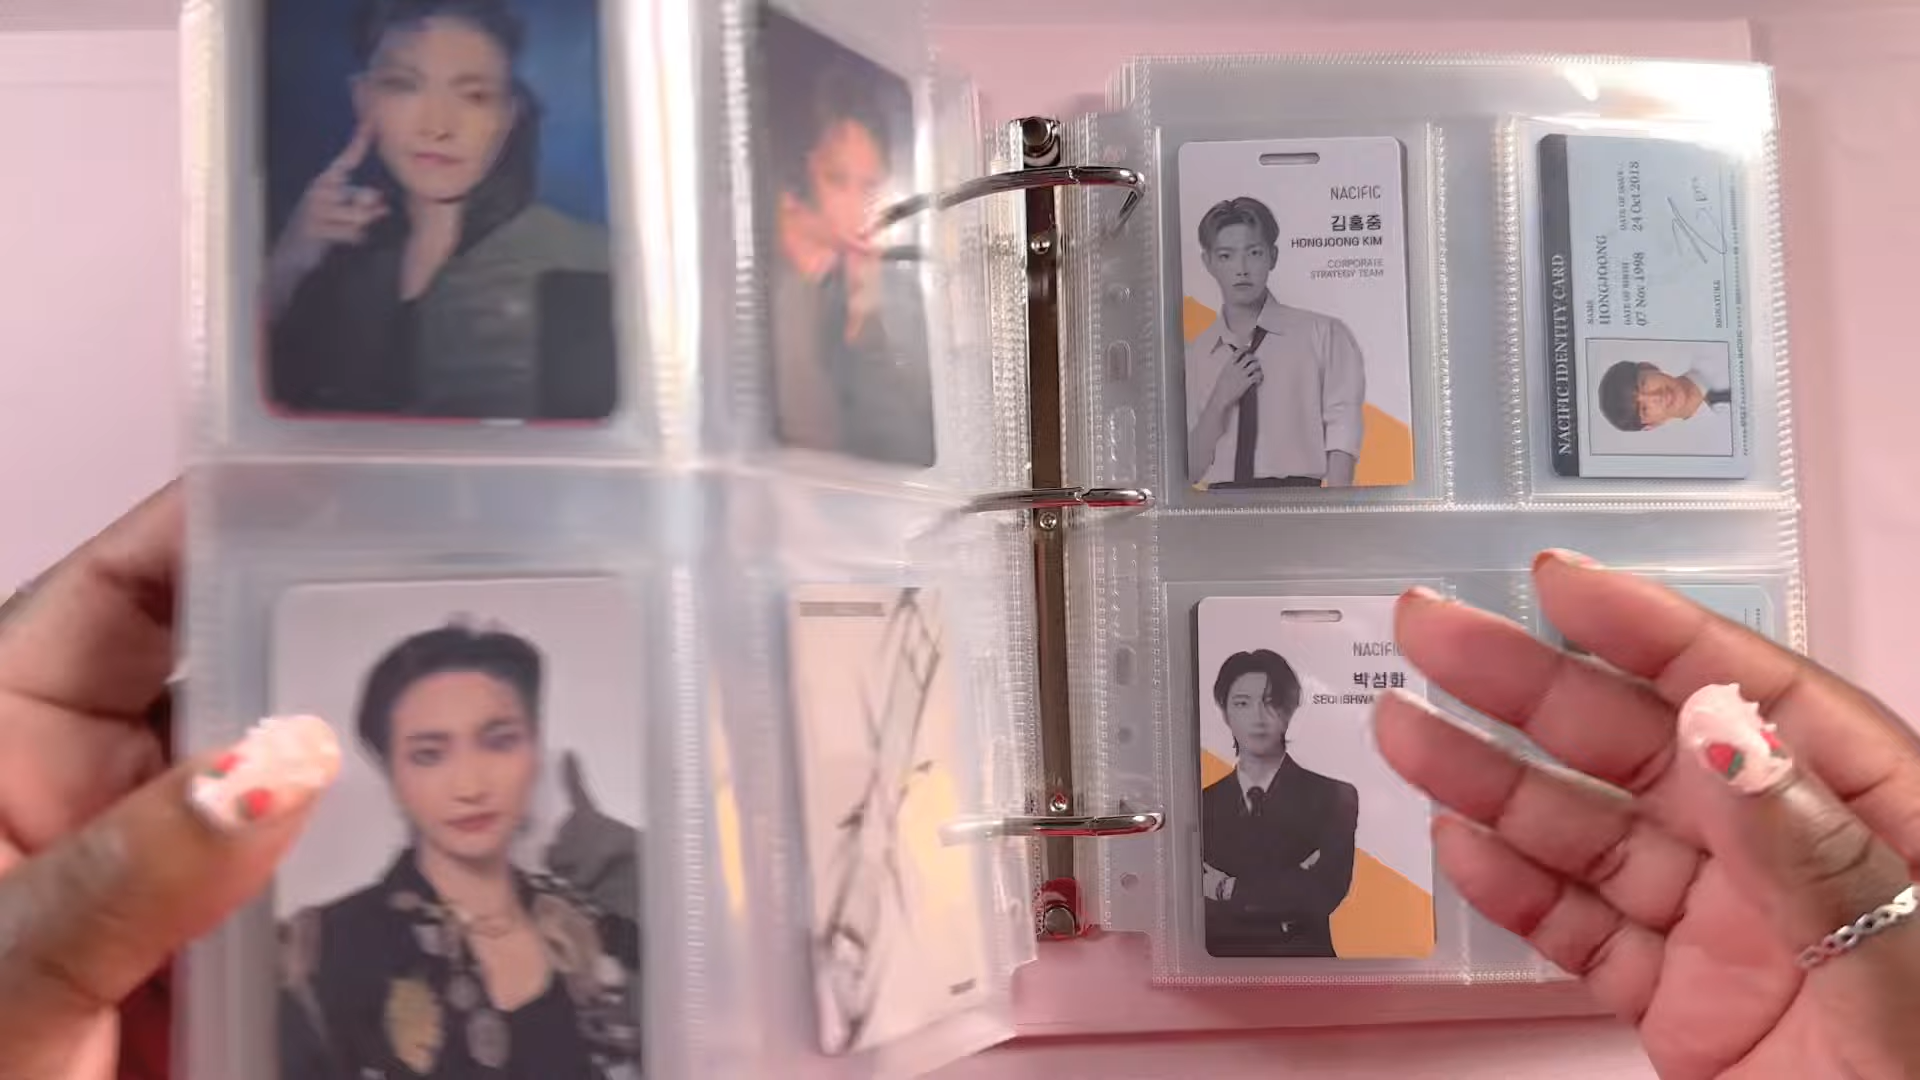 NACIFIC
김홍중
HONGJOONG KIM
CORPORATE
STRATEGY TEAM
NACIFIC IDENTITY CARD
NAME
HONGJOONG
DATE OF BIRTH
07 Nov 1998
DATE OF ISSUE
24 Oct 2018
SIGNATURE
NACIFIC
박성화